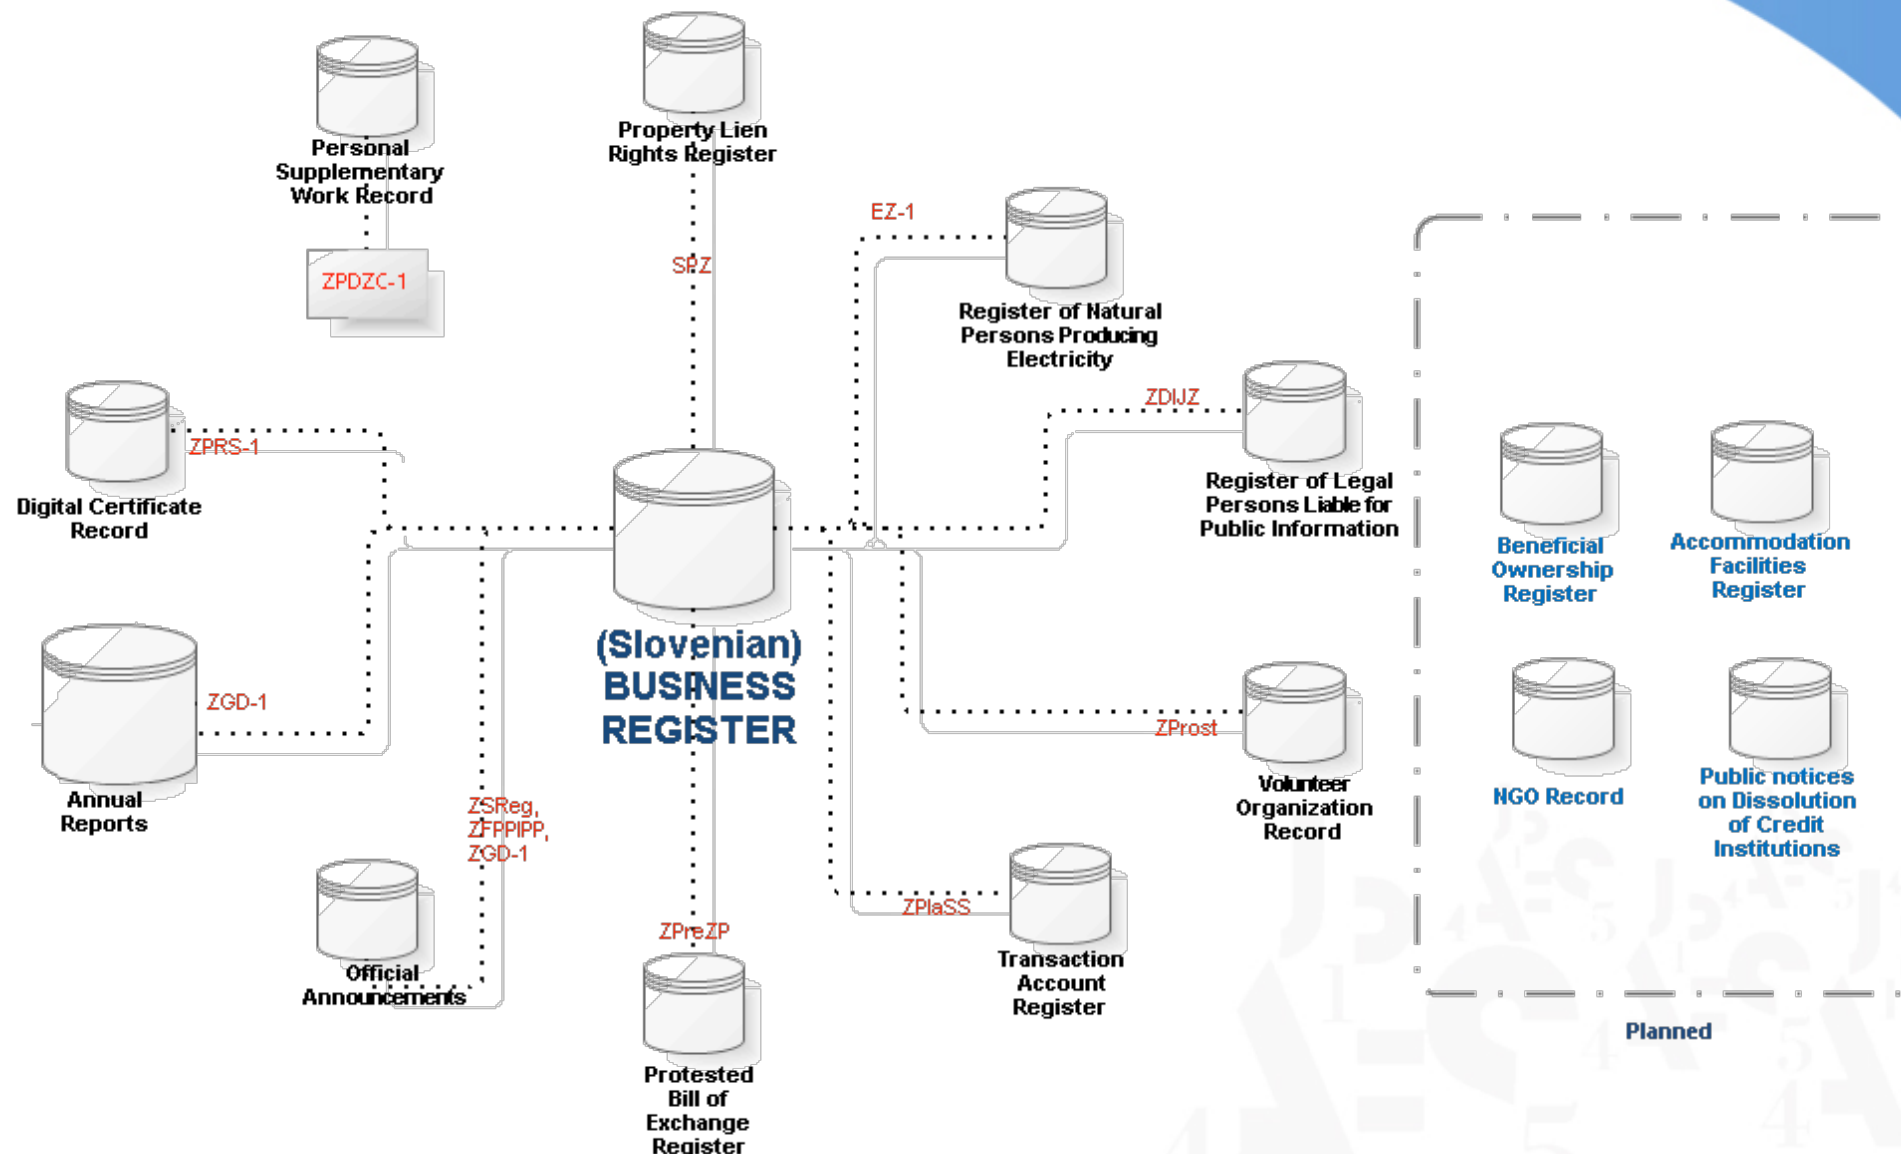 Personal
Supplementary
Work Record
Property Lien
Rights Register
ZPDZC-1
SPZ
EZ-1
Register of Natural
Persons Producing
Electricity
ZDIJZ
Register of Legal
Persons Liable for
Public Information
ZPRS-1
Digital Certificate
Record
(Slovenian)
BUSINESS
REGISTER
ZGD-1
Annual
Reports
ZSReg,
ZFPPIPP,
ZGD-1
Official
Announcements
ZPreZP
Protested
Bill of
Exchange
Register
ZPlaSS
Transaction
Account
Register
ZProst
Volunteer
Organization
Record
Beneficial
Ownership
Register
Accommodation
Facilities
Register
NGO Record
Public notices
on Dissolution
of Credit
Institutions
Planned